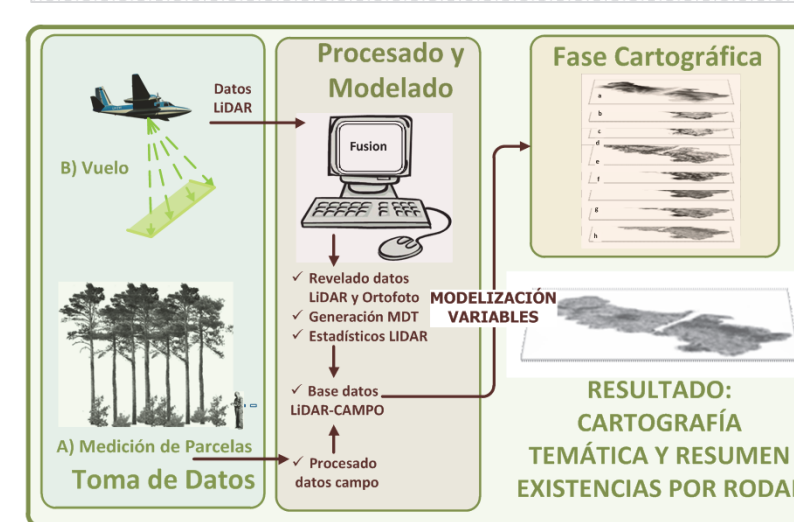 Procesado y
Modelado
Fase Cartográfica
Datos
LiDAR
B) Vuelo
Fusion
a
b
c
d
e
f
g
h
✓ Revelado datos
LiDAR y Ortofoto
✓ Generación MDT
✓ Estadísticos LIDAR
MODELIZACIÓN
VARIABLES
✓ Base datos
LiDAR-CAMPO
✓ Procesado
datos campo
A) Medición de Parcelas
Toma de Datos
RESULTADO:
CARTOGRAFÍA
TEMÁTICA Y RESUMEN
EXISTENCIAS POR